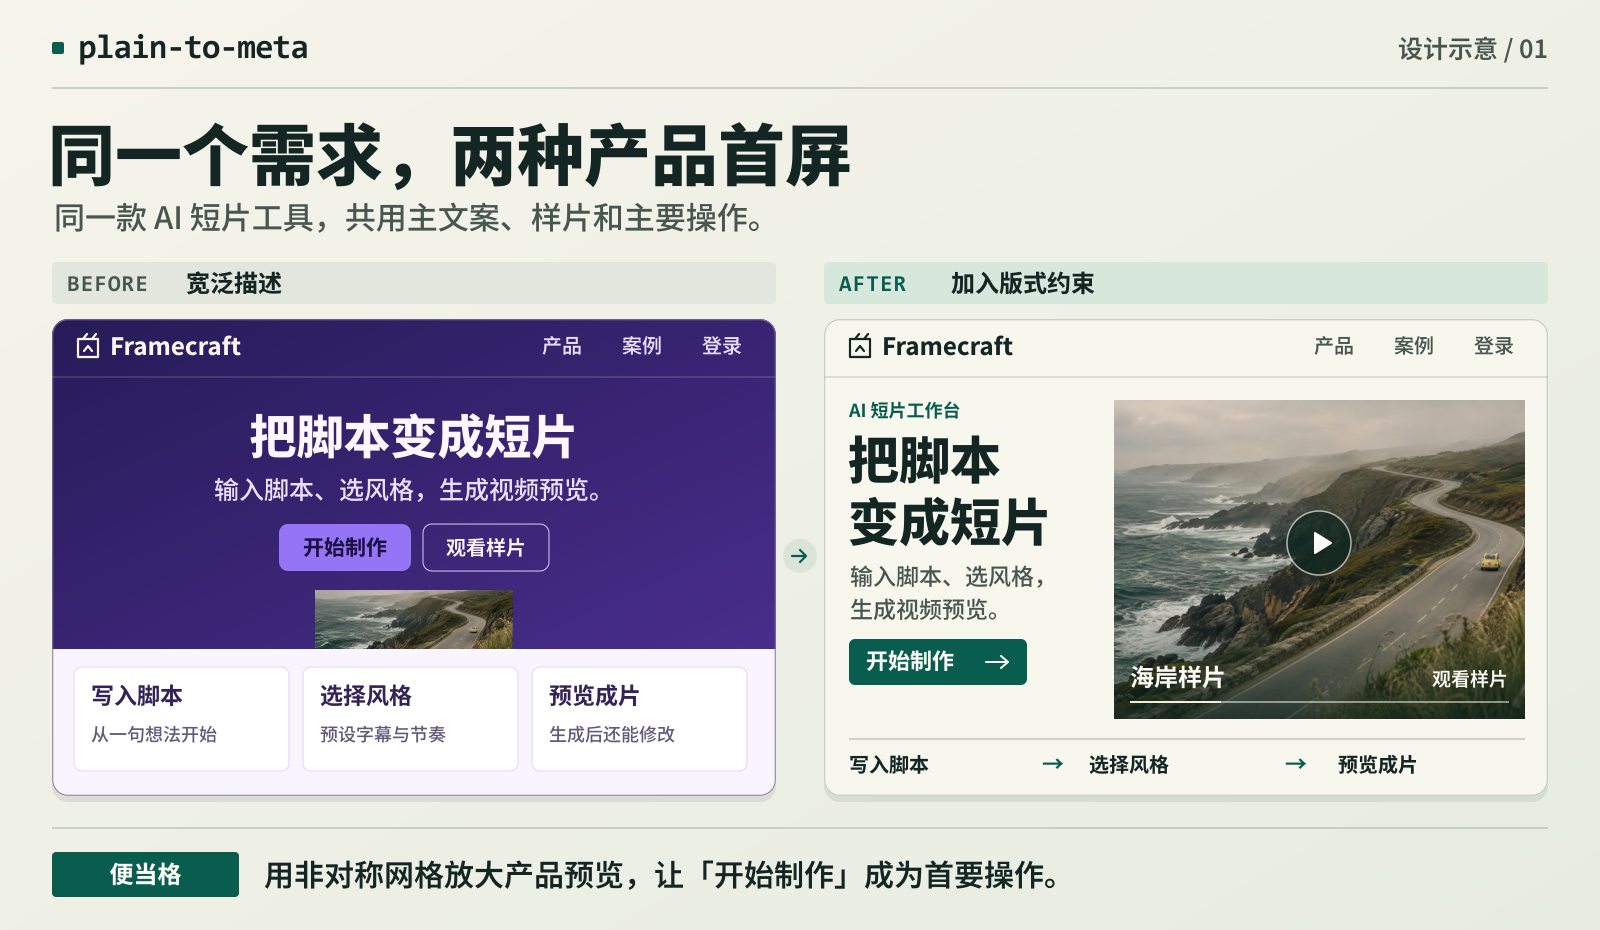 plain-to-meta
设计示意 / 01
同一个需求，两种产品首屏
同一款 AI 短片工具，共用主文案、样片和主要操作。
BEFORE 宽泛描述
Framecraft
产品 案例 登录
把脚本变成短片
输入脚本、选风格，生成视频预览。
开始制作 观看样片
写入脚本
从一句想法开始
选择风格
预设字幕与节奏
预览成片
生成后还能修改
→
AFTER 加入版式约束
Framecraft
产品 案例 登录
AI 短片工作台
把脚本
变成短片
输入脚本、选风格，
生成视频预览。
开始制作 →
海岸样片 观看样片
写入脚本 → 选择风格 → 预览成片
便当格 用非对称网格放大产品预览，让「开始制作」成为首要操作。